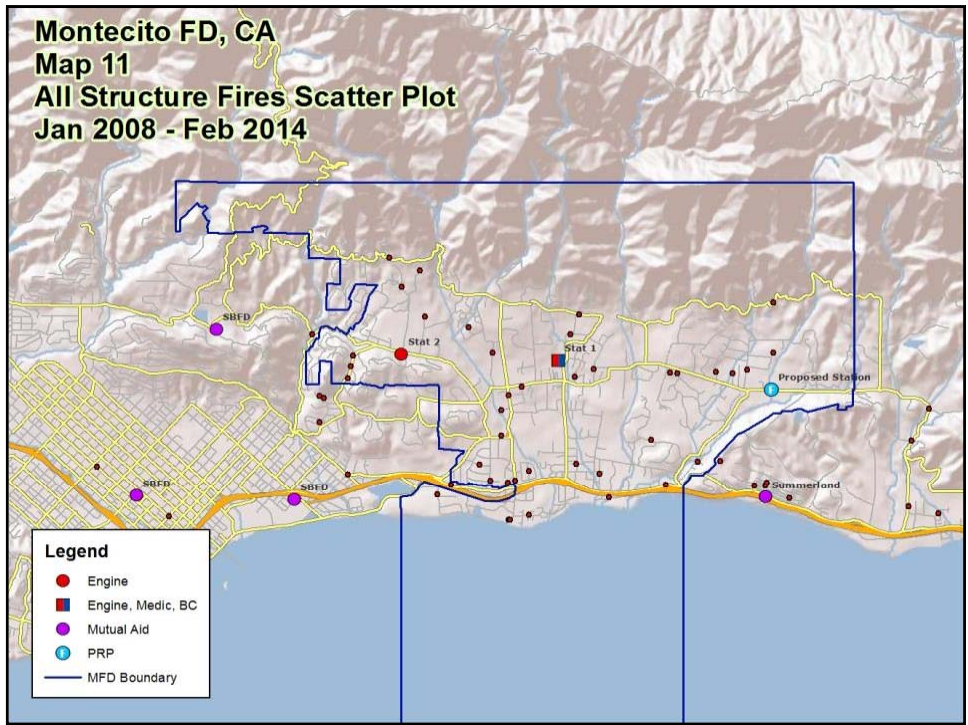 Montecito FD, CA
Map 11
All Structure Fires Scatter Plot
Jan 2008 - Feb 2014
SBFD
Stat 2
Stat 1
Proposed Station
F
SBFD
SBFD
Summerland
Legend
Engine
Engine, Medic, BC
Mutual Aid
F PRP
MFD Boundary